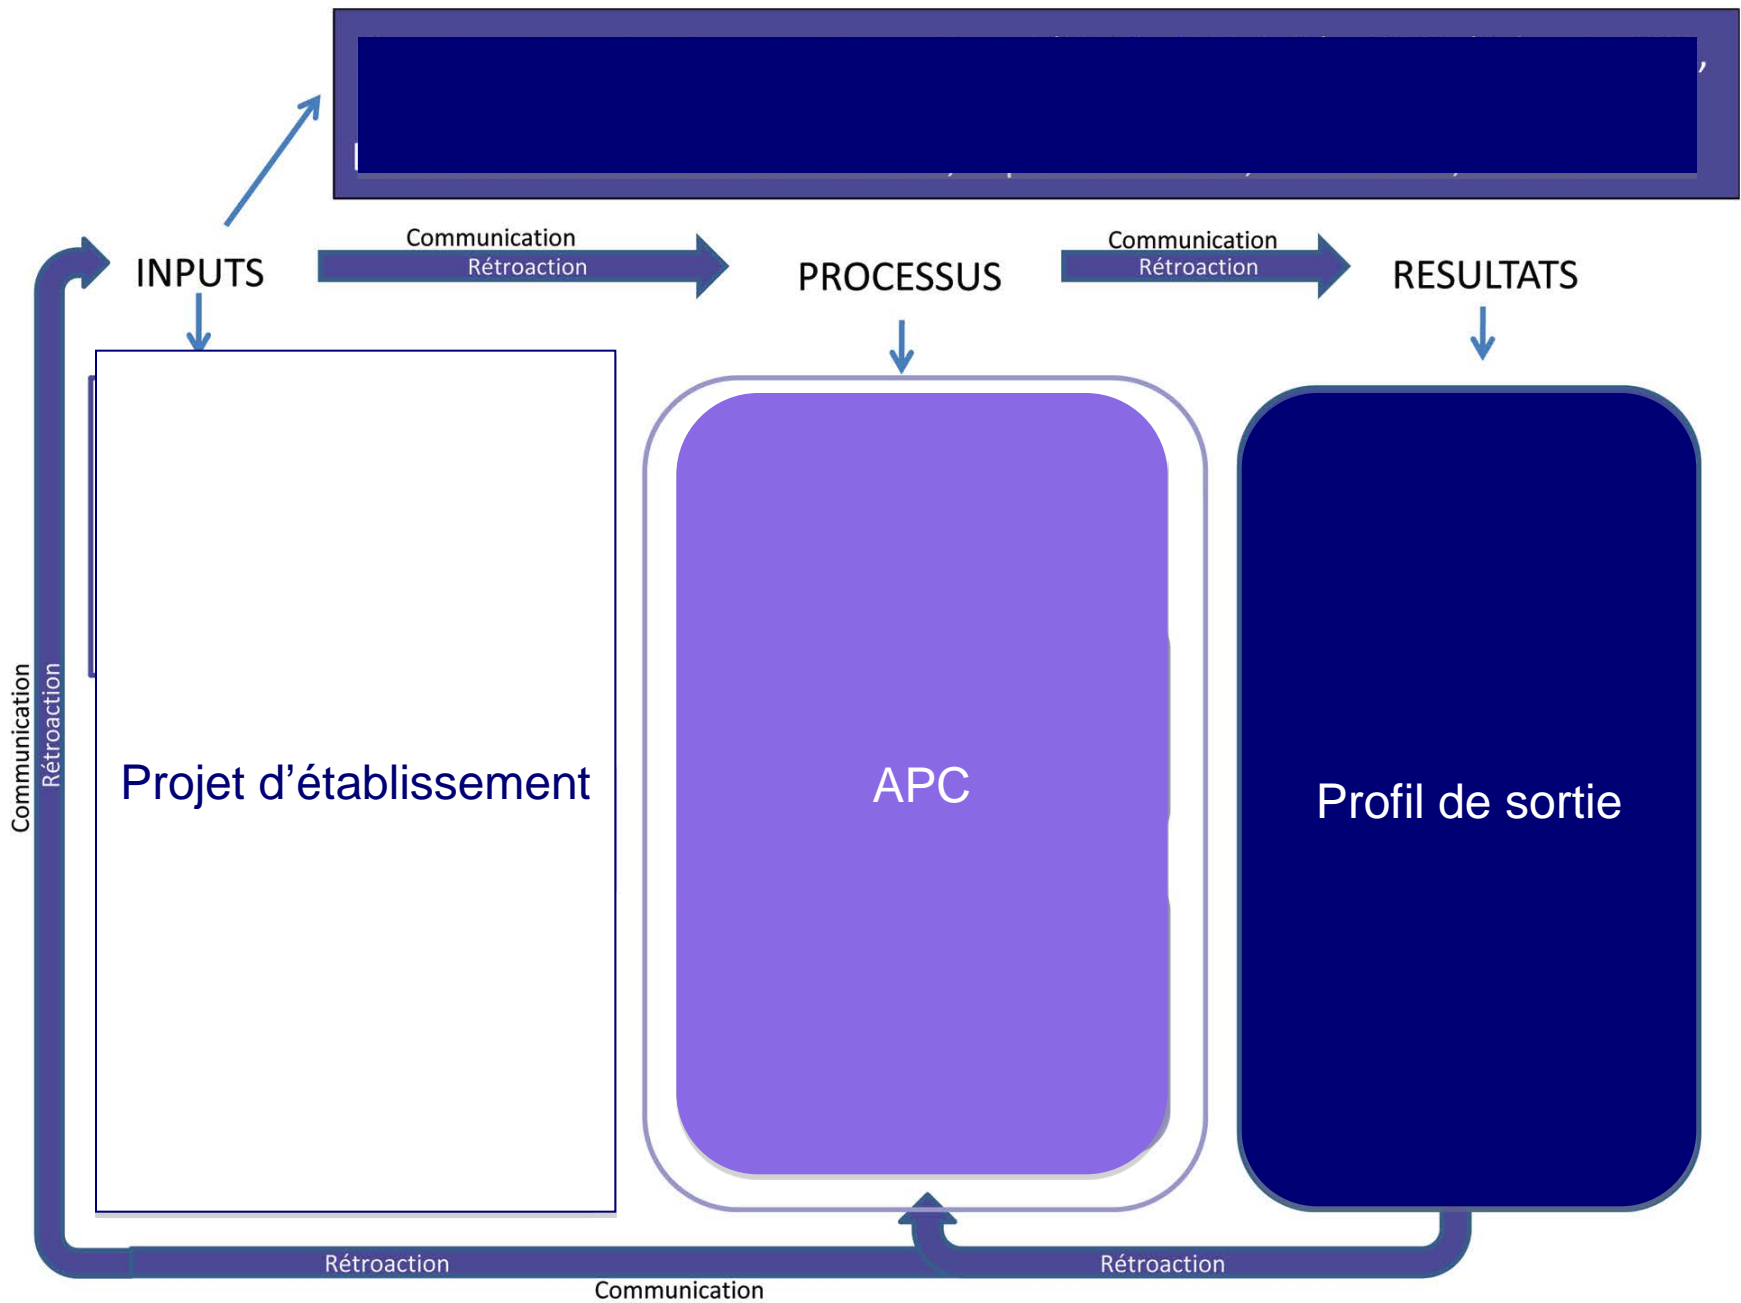 Communication
Rétroaction
Communication
Rétroaction
INPUTS
PROCESSUS
RESULTATS
Communication
Rétroaction
Projet d’établissement
APC
Profil de sortie
Rétroaction
Rétroaction
Communication